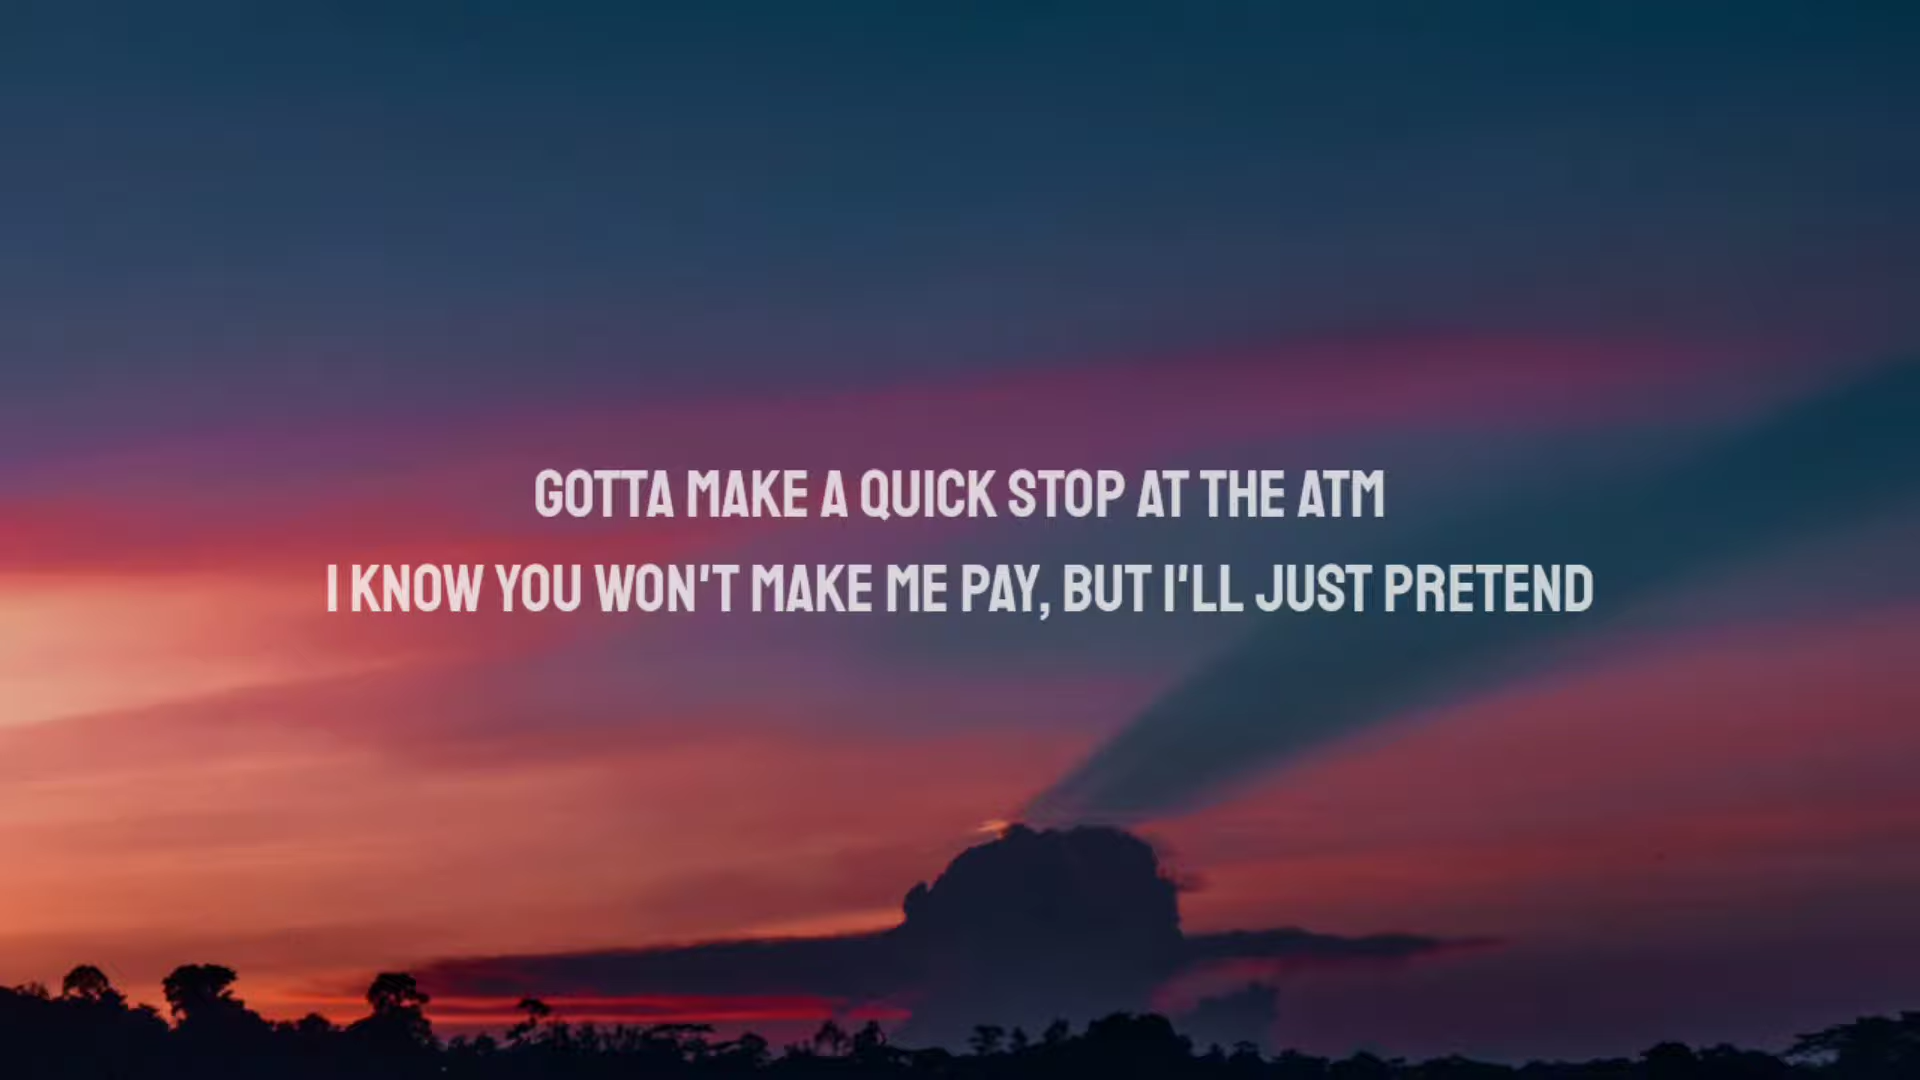 GOTTA MAKE A QUICK STOP AT THE ATM
I KNOW YOU WON'T MAKE ME PAY, BUT I'LL JUST PRETEND